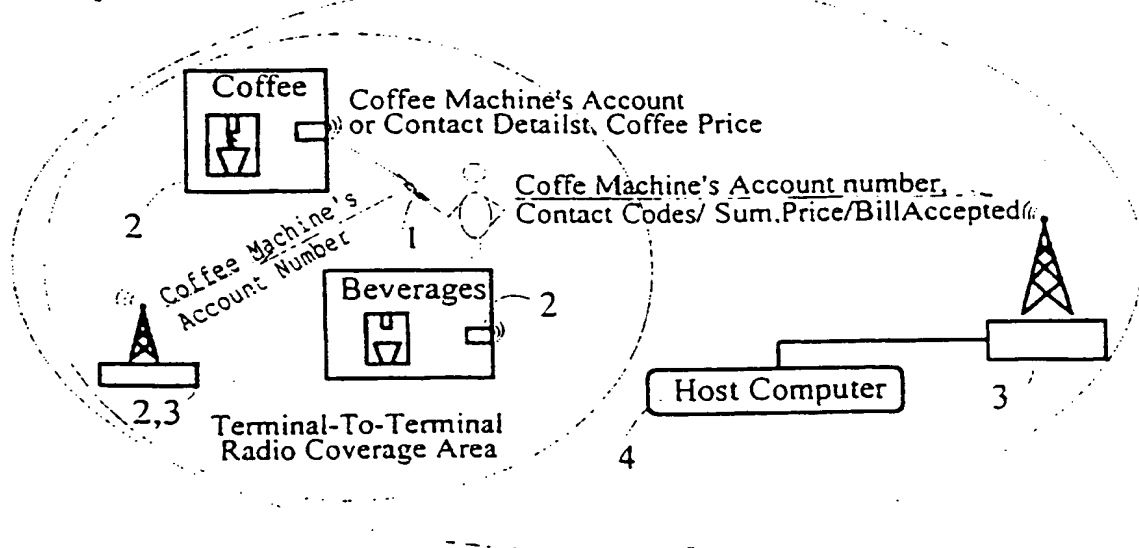 Coffee
Coffee Machine's Account
or Contact Detailst, Coffee Price
Coffe Machine's Account number,
Contact Codes/ Sum.Price/BillAccepted
2
1
Coffee Machine's
Account Number
Beverages
2
2,3
Terminal-To-Terminal
Radio Coverage Area
Host Computer
3
4